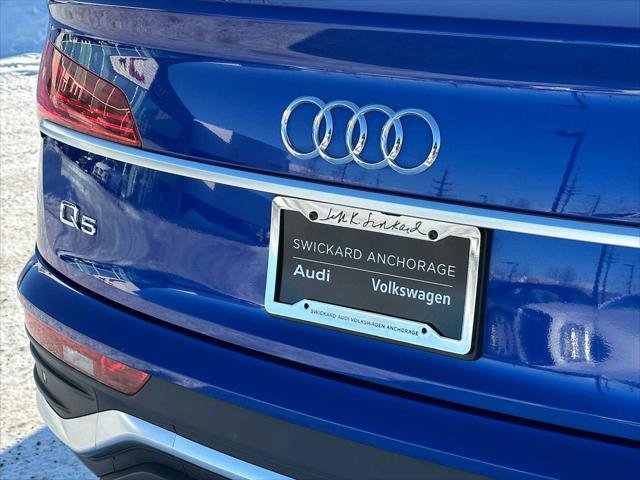 Q5
SWICKARD ANCHORAGE
Audi Volkswagen
SWICKARD AUDI VOLKSWAGEN ANCHORAGE